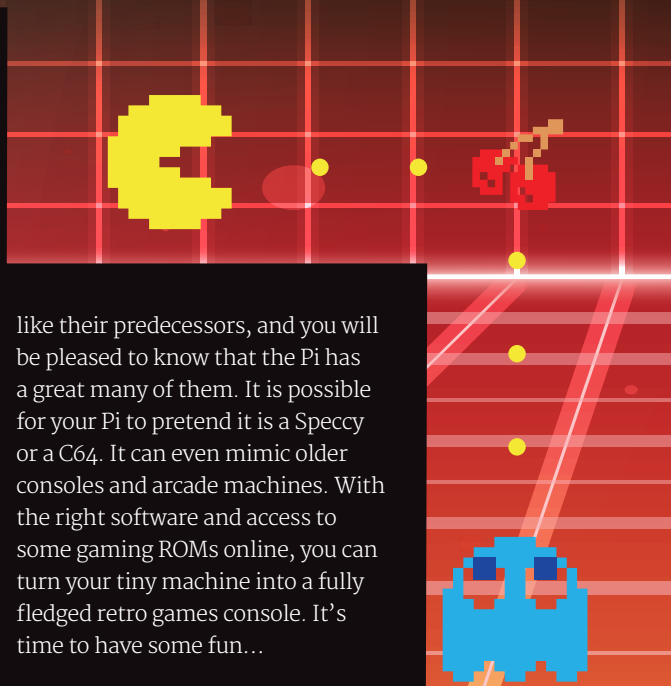 like their predecessors, and you will
be pleased to know that the Pi has
a great many of them. It is possible
for your Pi to pretend it is a Speccy
or a C64. It can even mimic older
consoles and arcade machines. With
the right software and access to
some gaming ROMs online, you can
turn your tiny machine into a fully
fledged retro games console. It’s
time to have some fun…